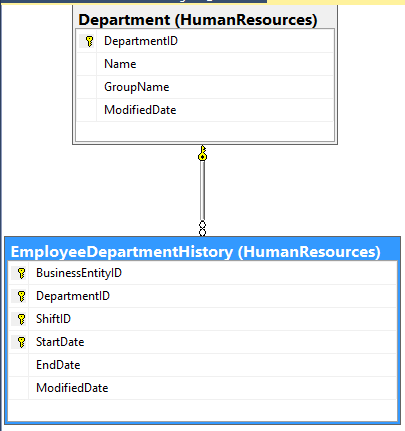 Department (HumanResources)
DepartmentID
Name
GroupName
ModifiedDate
EmployeeDepartmentHistory (HumanResources)
BusinessEntityID
DepartmentID
ShiftID
StartDate
EndDate
ModifiedDate